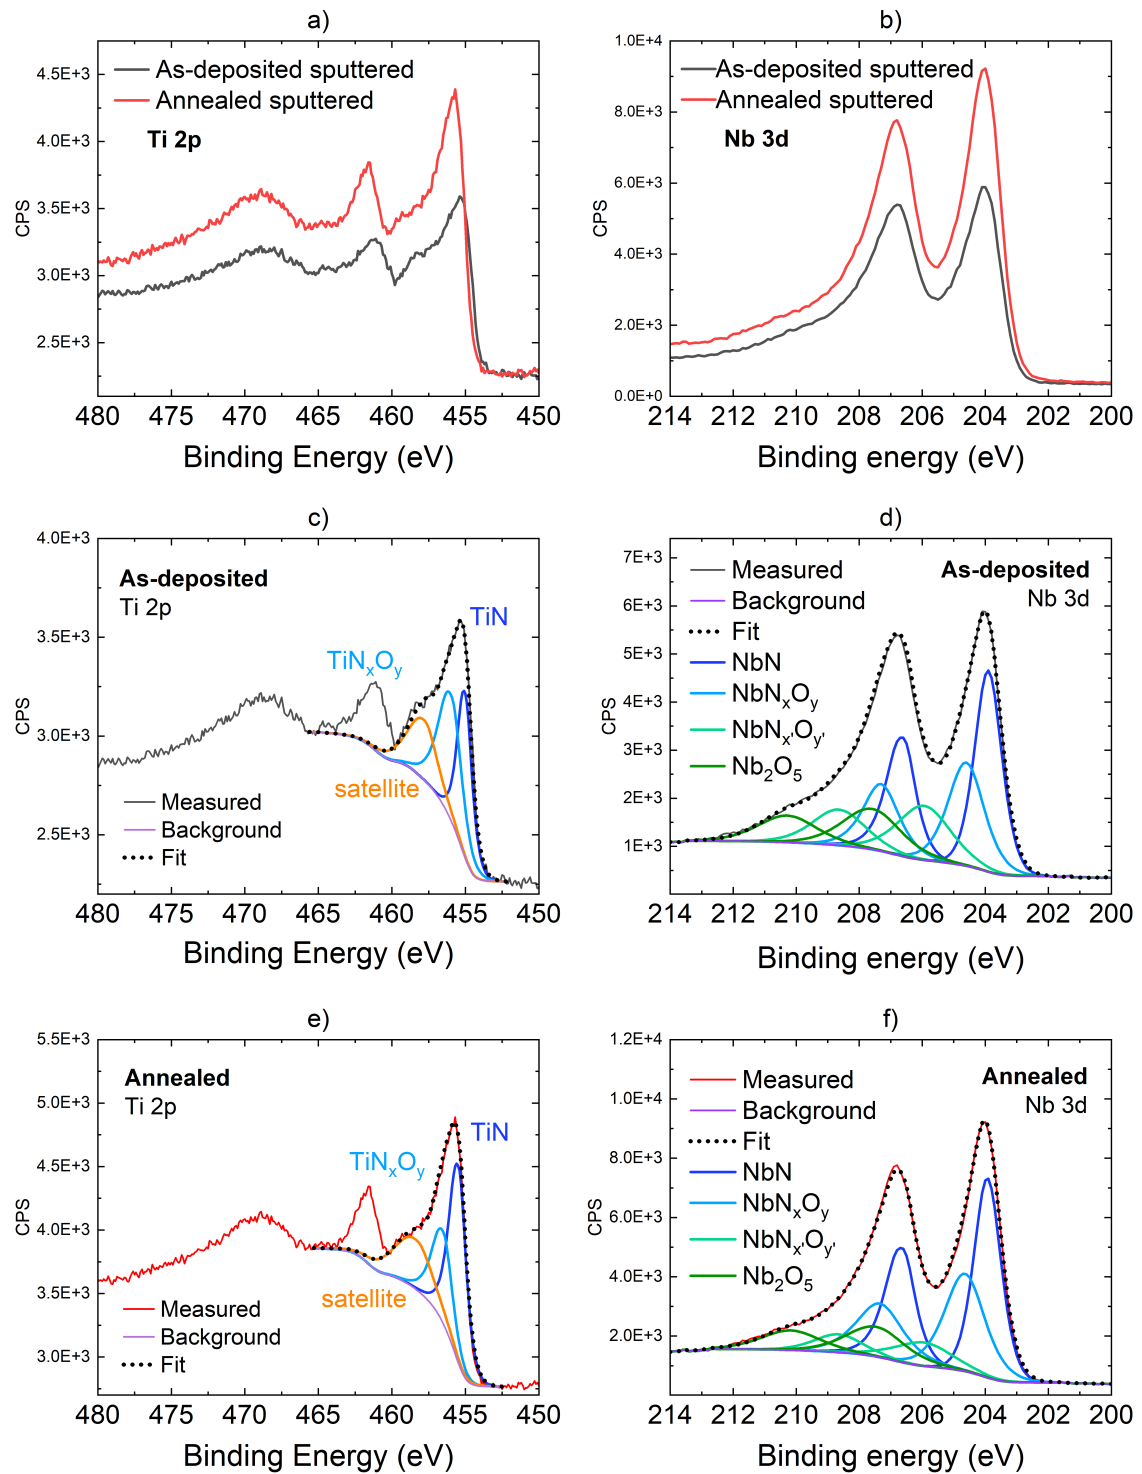 a)
4.5E+3
4.0E+3
3.5E+3
3.0E+3
2.5E+3
CPS
As-deposited sputtered
Annealed sputtered
Ti 2p
480 475 470 465 460 455 450
Binding Energy (eV)
b)
1.0E+4
8.0E+3
6.0E+3
4.0E+3
2.0E+3
0.0E+0
CPS
As-deposited sputtered
Annealed sputtered
Nb 3d
214 212 210 208 206 204 202 200
Binding energy (eV)
c)
4.0E+3
3.5E+3
3.0E+3
2.5E+3
CPS
As-deposited
Ti 2p
TiN
TiNxOy
satellite
Measured
Background
Fit
480 475 470 465 460 455 450
Binding Energy (eV)
d)
7E+3
6E+3
5E+3
4E+3
3E+3
2E+3
1E+3
CPS
Measured
Background
Fit
NbN
NbNxOy
NbNx'Oy'
Nb2O5
As-deposited
Nb 3d
214 212 210 208 206 204 202 200
Binding energy (eV)
e)
5.5E+3
5.0E+3
4.5E+3
4.0E+3
3.5E+3
3.0E+3
CPS
Annealed
Ti 2p
TiN
TiNxOy
satellite
Measured
Background
Fit
480 475 470 465 460 455 450
Binding Energy (eV)
f)
1.2E+4
1.0E+4
8.0E+3
6.0E+3
4.0E+3
2.0E+3
CPS
Measured
Background
Fit
NbN
NbNxOy
NbNx'Oy'
Nb2O5
Annealed
Nb 3d
214 212 210 208 206 204 202 200
Binding energy (eV)